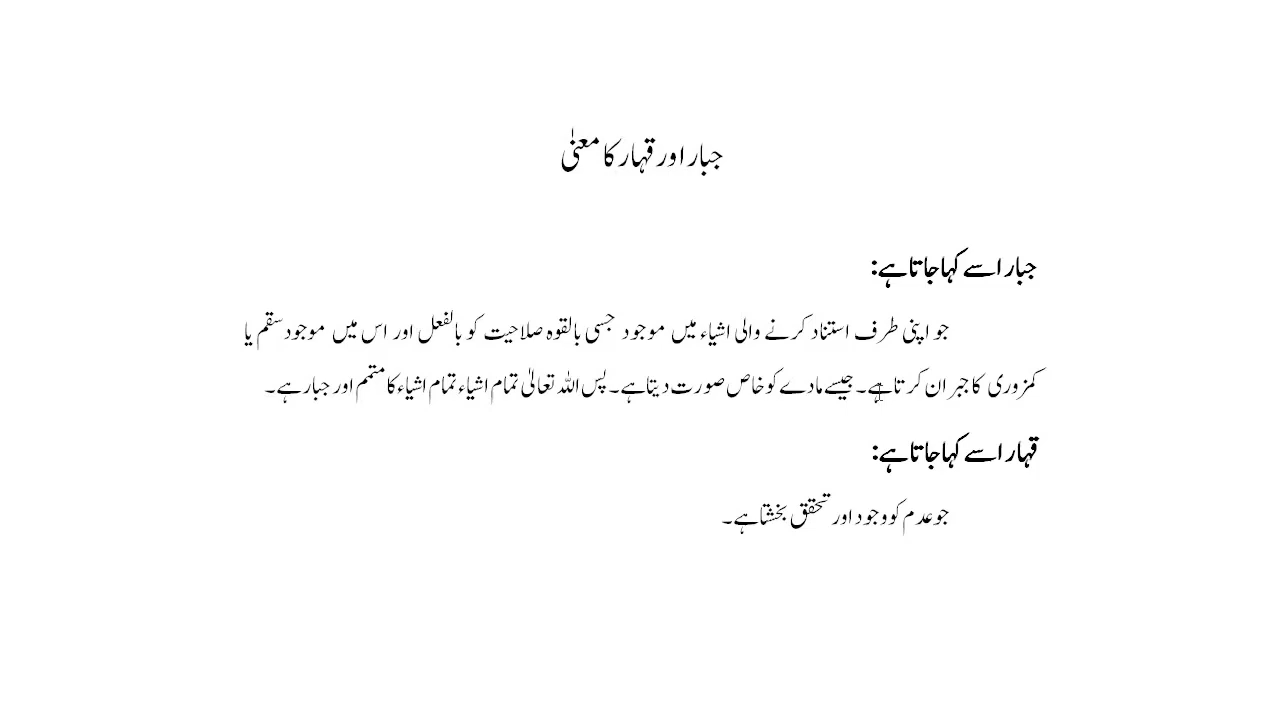 جبار اور قہار کا معنیٰ
جبار اسے کہا جاتا ہے:
جو اپنی طرف استناد کرنے والی اشیاء میں موجود جسی بالقوہ صلاحیت کو بالفعل اور اس میں موجود سقم یا
کمزوری کا جبران کرتا ہے۔ جیسے مادے کو خاص صورت دیتا ہے۔ پس اللہ تعالیٰ تمام اشیاء تمام اشیاء کا متمم اور جبار ہے۔
قہار اسے کہا جاتا ہے:
جو عدم کو وجود اور تحقق بخشتا ہے۔